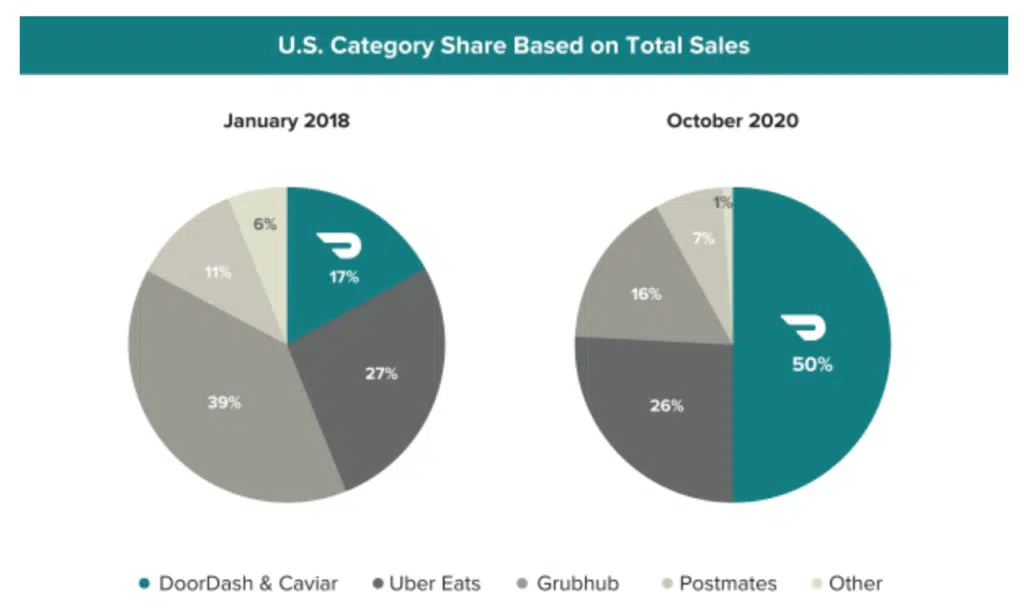 U.S. Category Share Based on Total Sales
January 2018
October 2020
6%
17%
11%
27%
39%
1%
7%
16%
50%
26%
DoorDash & Caviar
Uber Eats
Grubhub
Postmates
Other